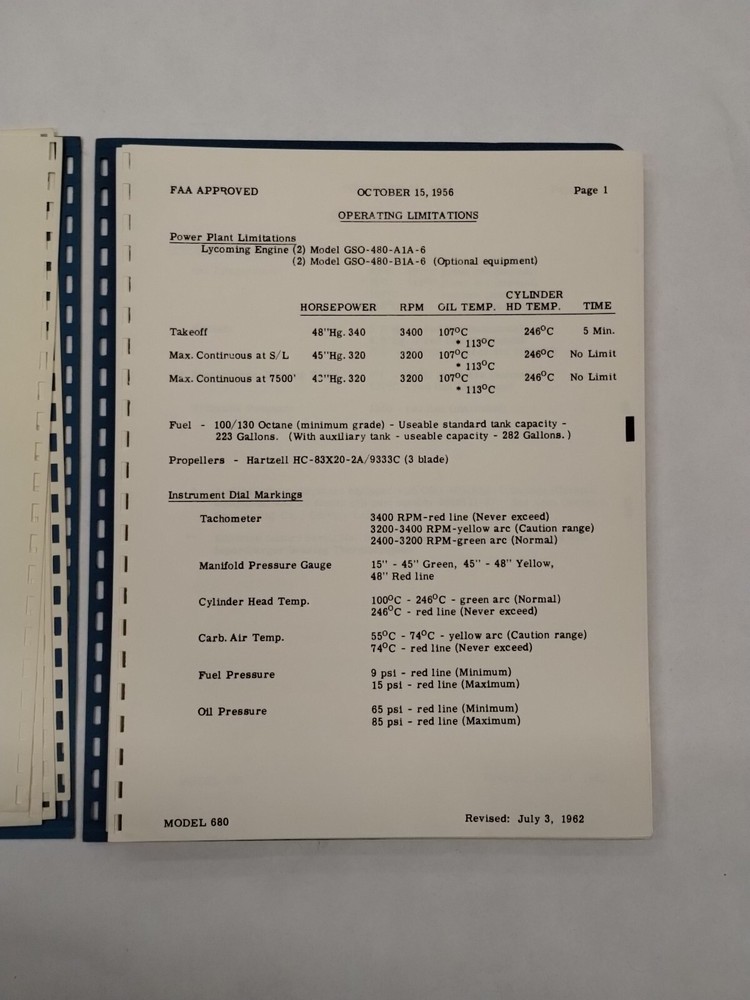 FAA APPROVED OCTOBER 15, 1956 Page 1
OPERATING LIMITATIONS
Power Plant Limitations
Lycoming Engine (2) Model GSO-480-A1A-6
(2) Model GSO-480-B1A-6 (Optional equipment)
CYLINDER
HORSEPOWER RPM OIL TEMP. HD TEMP. TIME
Takeoff 48"Hg. 340 3400 107°C 246°C 5 Min.
* 113°C
Max. Continuous at S/L 45"Hg. 320 3200 107°C 246°C No Limit
* 113°C
Max. Continuous at 7500' 320 3200 107°C 246°C No Limit
* 113°C
Fuel - 100/130 Octane (minimum grade) - Useable standard tank capacity -
223 Gallons. (With auxiliary tank - useable capacity - 282 Gallons.)
Propellers - Hartzell HC-83X20-2A/9333C (3 blade)
Instrument Dial Markings
Tachometer 3400 RPM-red line (Never exceed)
3200-3400 RPM-yellow arc (Caution range)
2400-3200 RPM-green arc (Normal)
Manifold Pressure Gauge 15" - 45" Green, 45" - 48" Yellow,
48" Red line
Cylinder Head Temp. 100°C - 246°C - green arc (Normal)
246°C - red line (Never exceed)
Carb. Air Temp. 55°C - 74°C - yellow arc (Caution range)
74°C - red line (Never exceed)
Fuel Pressure 9 psi - red line (Minimum)
15 psi - red line (Maximum)
Oil Pressure 65 psi - red line (Minimum)
85 psi - red line (Maximum)
MODEL 680 Revised: July 3, 1962